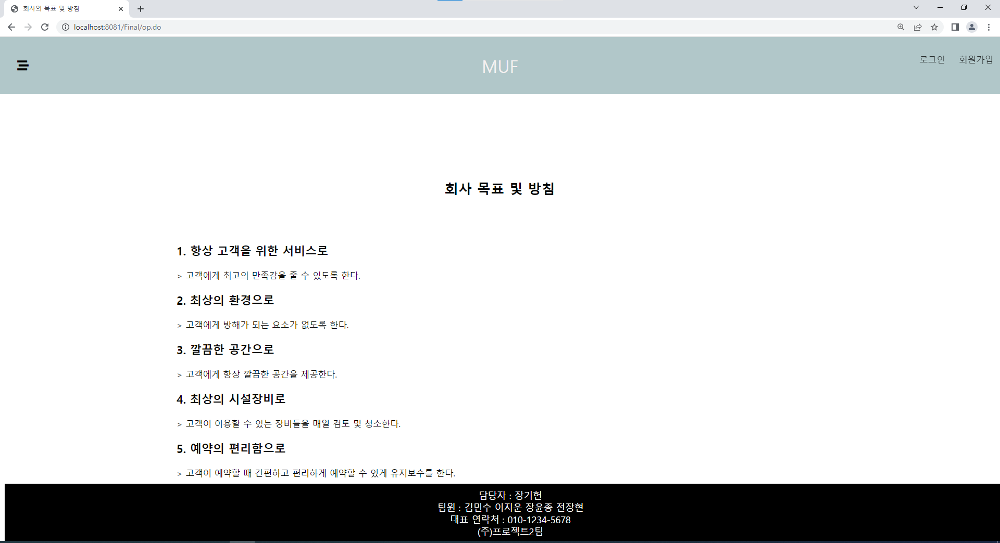 회사의 목표 및 방침
localhost:8081/Final/op.do
MUF
로그인 회원가입
회사 목표 및 방침
1. 항상 고객을 위한 서비스로
> 고객에게 최고의 만족감을 줄 수 있도록 한다.
2. 최상의 환경으로
> 고객에게 방해가 되는 요소가 없도록 한다.
3. 깔끔한 공간으로
> 고객에게 항상 깔끔한 공간을 제공한다.
4. 최상의 시설장비로
> 고객이 이용할 수 있는 장비들을 매일 검토 및 청소한다.
5. 예약의 편리함으로
> 고객이 예약할 때 간편하고 편리하게 예약할 수 있게 유지보수를 한다.
담당자 : 장기헌
팀원 : 김민수 이지운 장윤종 전장현
대표 연락처 : 010-1234-5678
(주)프로젝트2팀